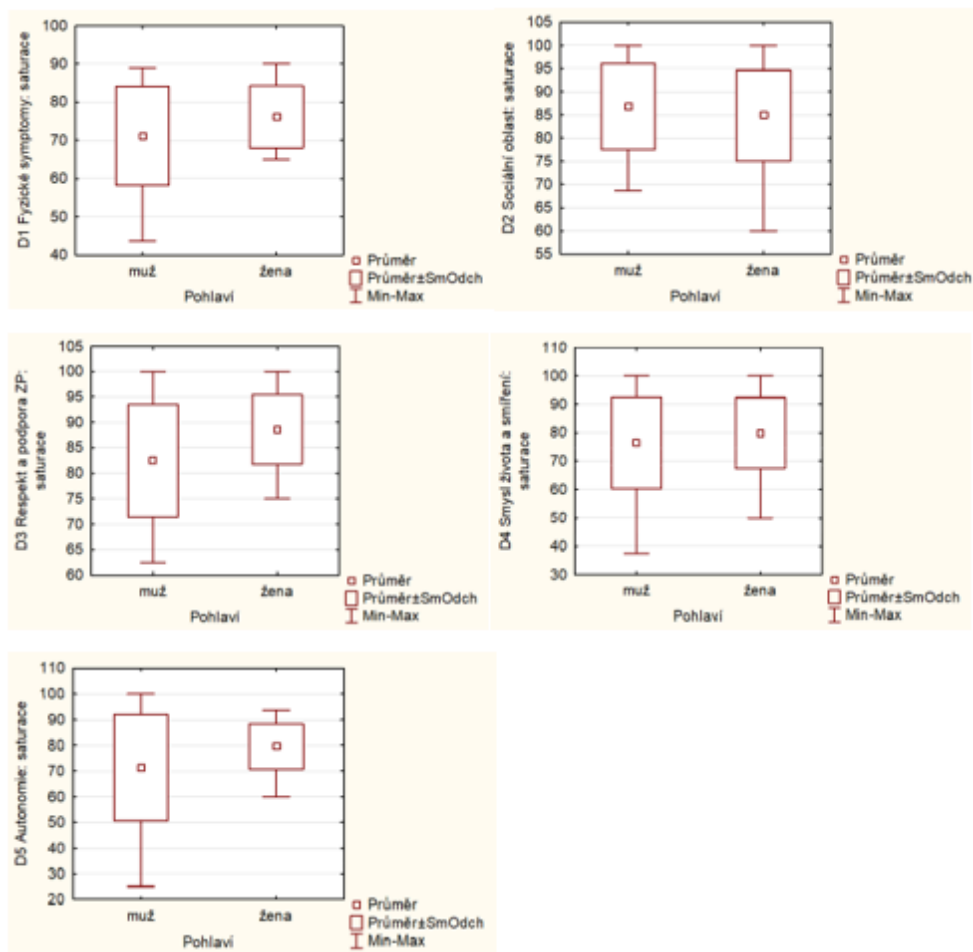 D1 Fyzické symptomy: saturace
100
90
80
70
60
50
40
muž
žena
Pohlaví
Průměr
Průměr±SmOdch
Min-Max
D2 Sociální oblast: saturace
105
100
95
90
85
80
75
70
65
60
55
muž
žena
Pohlaví
Průměr
Průměr±SmOdch
Min-Max
D3 Respekt a podpora ZP:
saturace
105
100
95
90
85
80
75
70
65
60
muž
žena
Pohlaví
Průměr
Průměr±SmOdch
Min-Max
D4 Smysl života a smíření:
saturace
110
100
90
80
70
60
50
40
30
muž
žena
Pohlaví
Průměr
Průměr±SmOdch
Min-Max
D5 Autonomie: saturace
110
100
90
80
70
60
50
40
30
20
muž
žena
Pohlaví
Průměr
Průměr±SmOdch
Min-Max